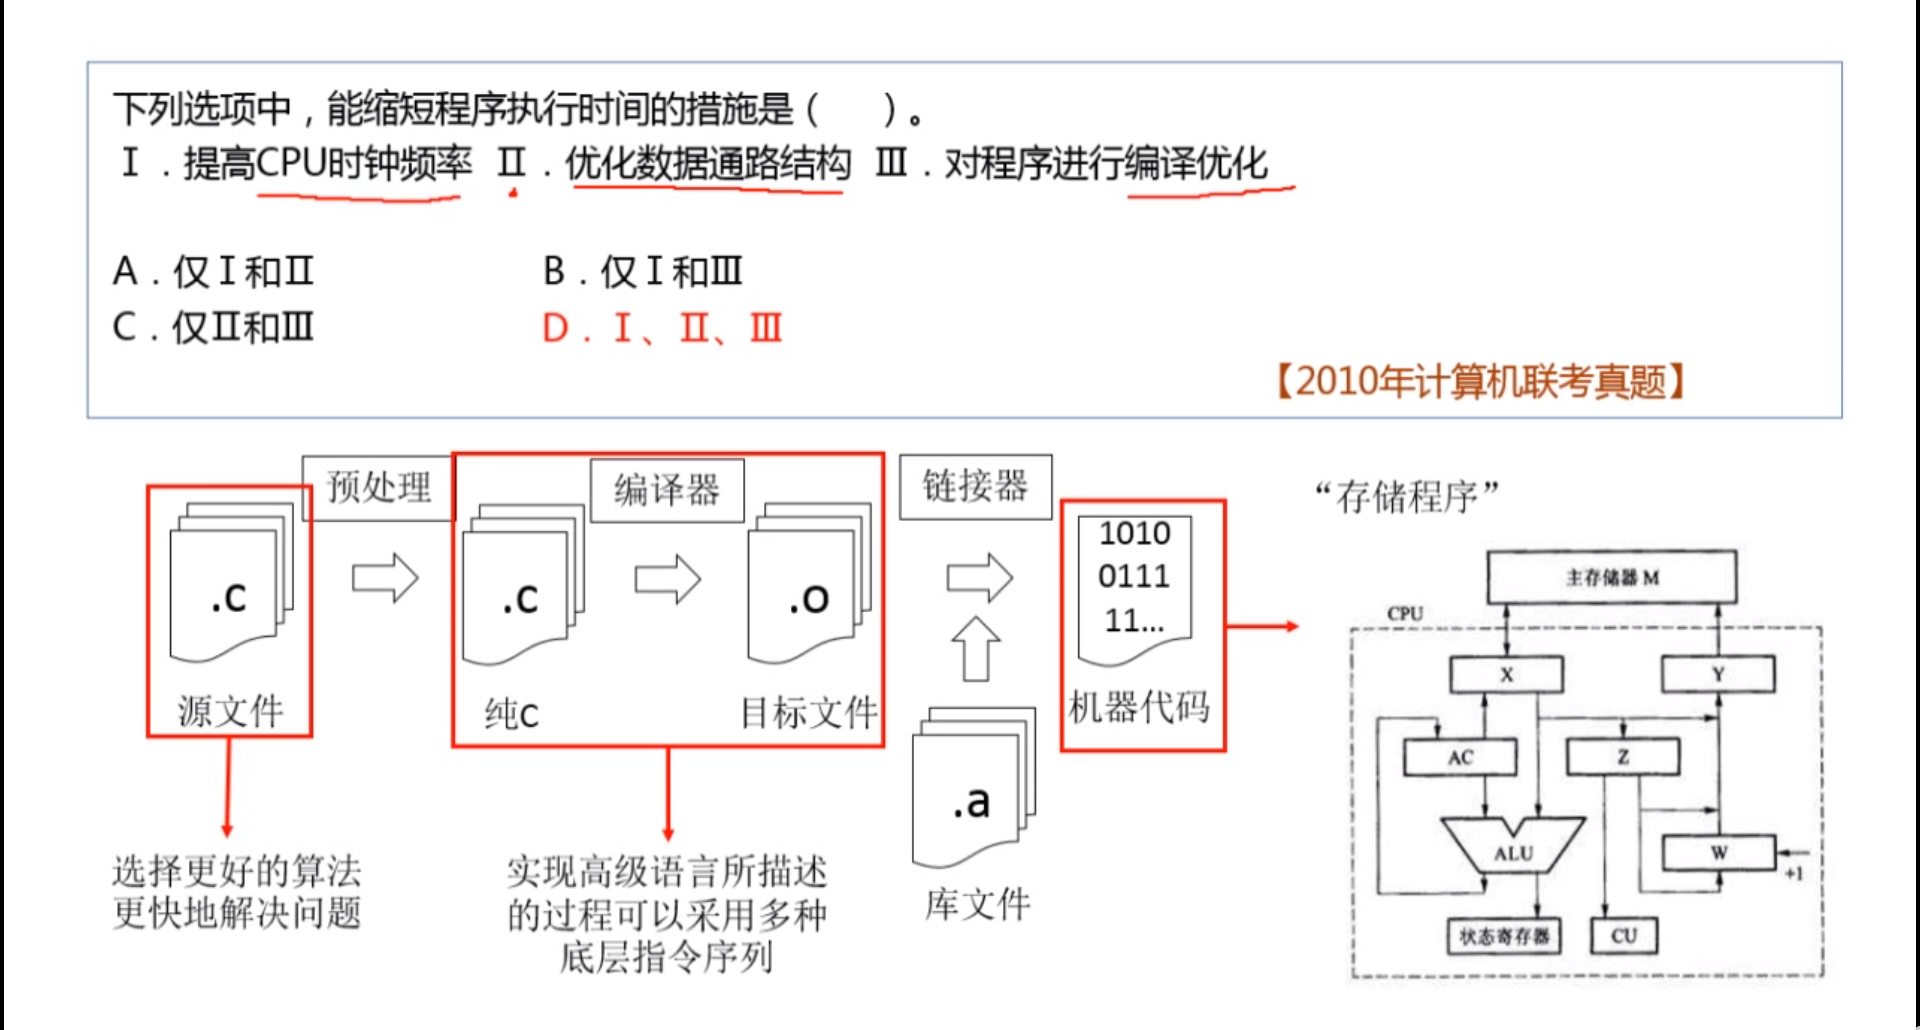 下列选项中，能缩短程序执行时间的措施是（　　）。
Ⅰ．提高CPU时钟频率 Ⅱ．优化数据通路结构 Ⅲ．对程序进行编译优化
A．仅Ⅰ和Ⅱ B．仅Ⅰ和Ⅲ
C．仅Ⅱ和Ⅲ D．Ⅰ、Ⅱ、Ⅲ
【2010年计算机联考真题】
预处理
编译器
链接器
“存储程序”
.c
.c
.o
1010
0111
11...
源文件
纯C
目标文件
机器代码
.a
库文件
选择更好的算法
更快地解决问题
实现高级语言所描述
的过程可以采用多种
底层指令序列
主存储器 M
CPU
X
Y
AC
Z
ALU
W
+1
状态寄存器
CU